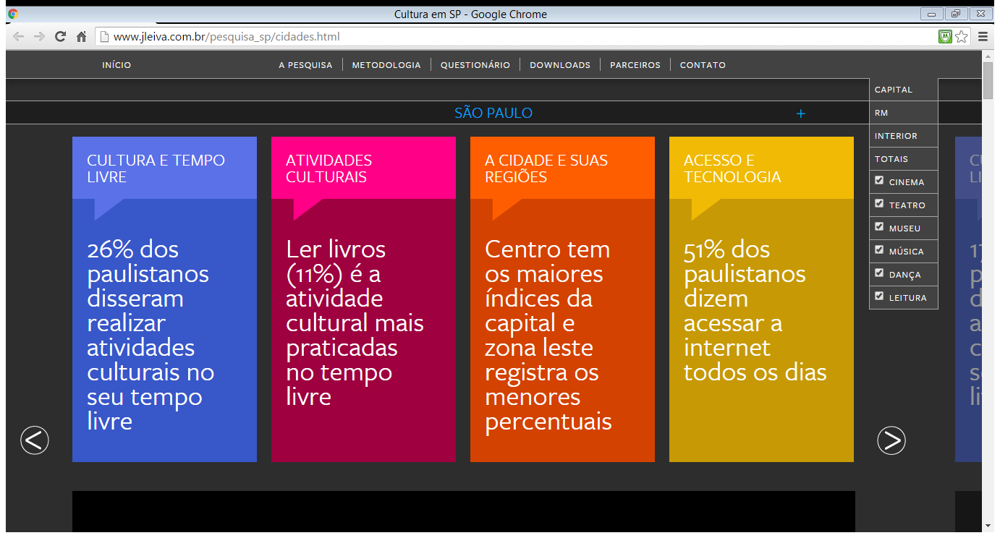 Cultura em SP - Google Chrome
www.jleiva.com.br/pesquisa_sp/cidades.html
INÍCIO
A PESQUISA
METODOLOGIA
QUESTIONÁRIO
DOWNLOADS
PARCEIROS
CONTATO
SÃO PAULO
+
CAPITAL
RM
INTERIOR
TOTAIS
CINEMA
TEATRO
MUSEU
MÚSICA
DANÇA
LEITURA
CULTURA E TEMPO
LIVRE
26% dos
paulistanos
disseram
realizar
atividades
culturais no
seu tempo
livre
ATIVIDADES
CULTURAIS
Ler livros
(11%) é a
atividade
cultural mais
praticadas
no tempo
livre
A CIDADE E SUAS
REGIÕES
Centro tem
os maiores
índices da
capital e
zona leste
registra os
menores
percentuais
ACESSO E
TECNOLOGIA
51% dos
paulistanos
dizem
acessar a
internet
todos os dias